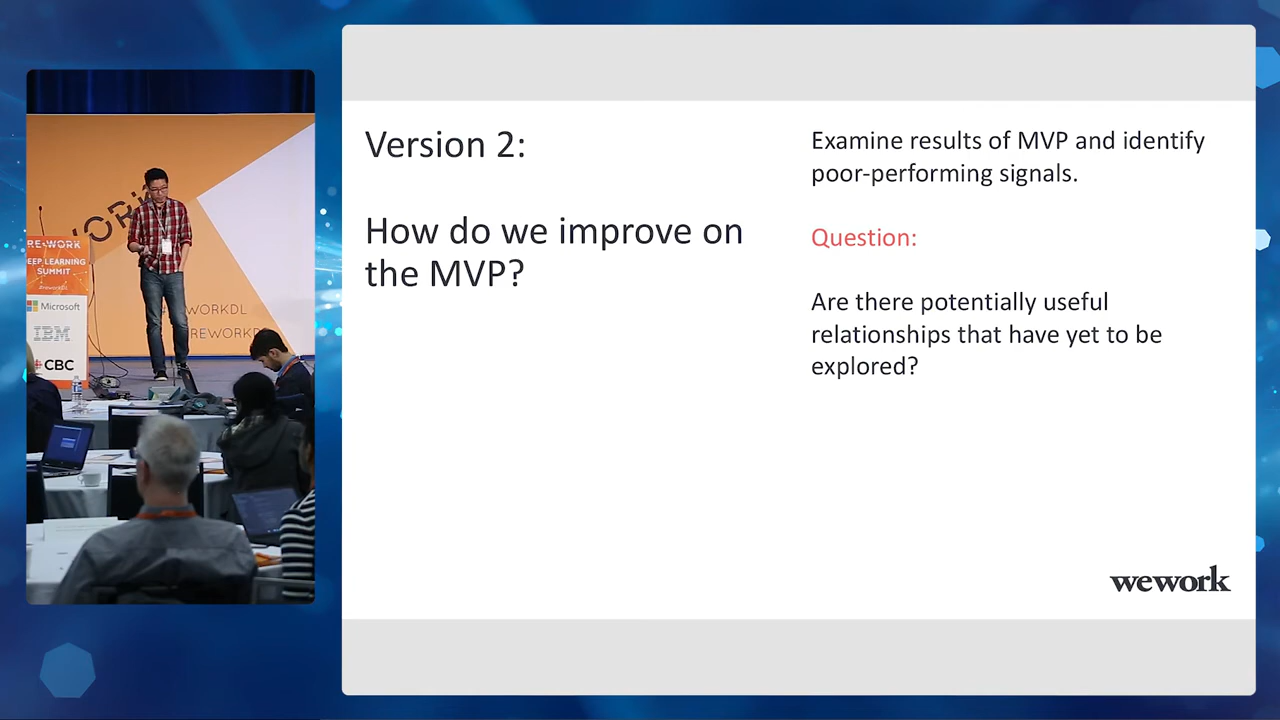 Version 2:
How do we improve on
the MVP?
Examine results of MVP and identify
poor-performing signals.
Question:
Are there potentially useful
relationships that have yet to be
explored?
wework
RE•WORK
DEEP LEARNING
SUMMIT
#reworkDL
Microsoft
IBM
CBC
REWORKDL